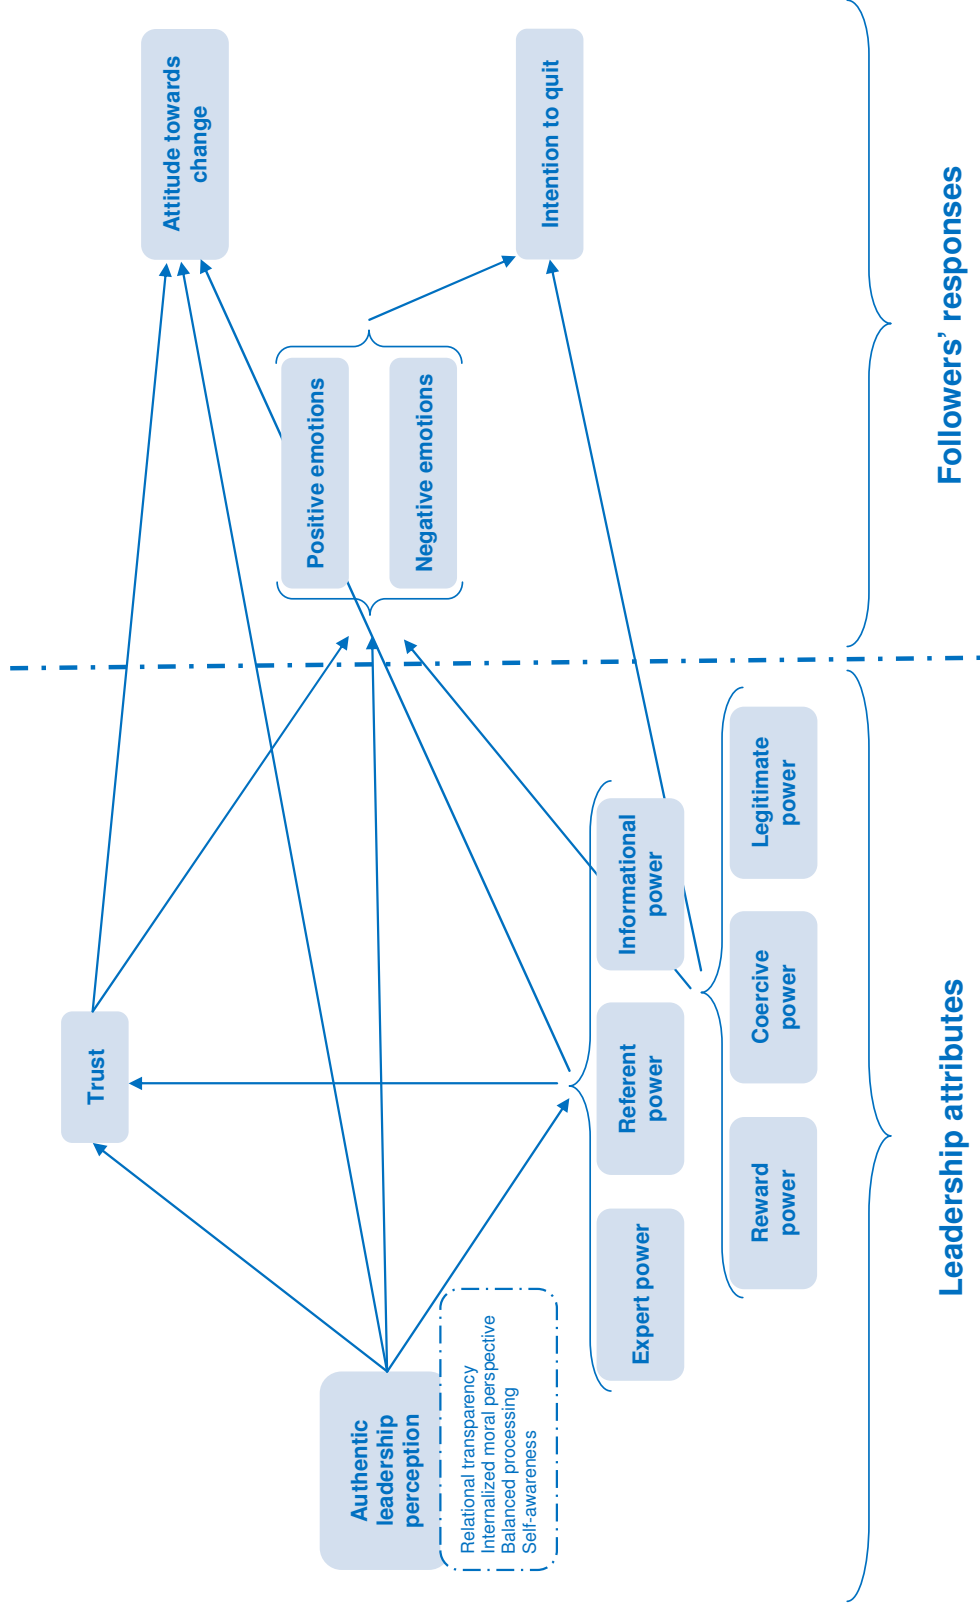 Trust
Attitude towards
change
Authentic
leadership
perception
Relational transparency
Internalized moral perspective
Balanced processing
Self-awareness
Positive emotions
Negative emotions
Intention to quit
Expert power
Referent
power
Informational
power
Reward
power
Coercive
power
Legitimate
power
Leadership attributes
Followers’ responses